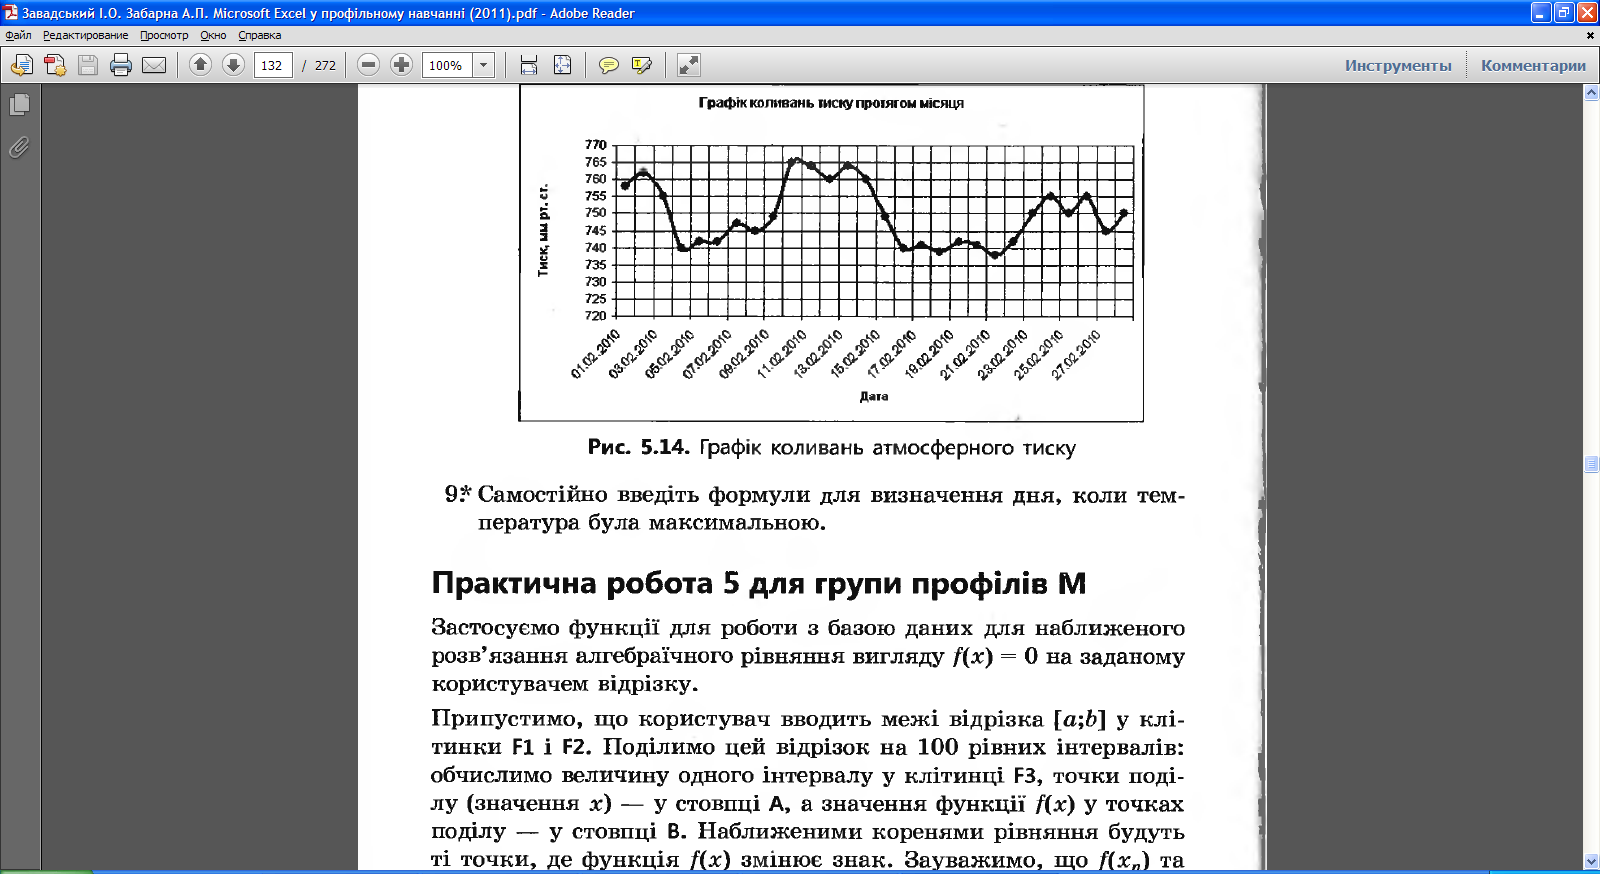 Завадський І.О. Забарна А.П. Microsoft Excel у профільному навчанні (2011).pdf - Adobe Reader
Файл Редактирование Просмотр Окно Справка
132 / 272 100% Инструменты Комментарии
Графік коливань тиску протягом місяця
770
765
760
755
750
745
740
735
730
725
720
Тиск, мм рт. ст.
01.02.2010 03.02.2010 05.02.2010 07.02.2010 09.02.2010 11.02.2010 13.02.2010 15.02.2010 17.02.2010 19.02.2010 21.02.2010 23.02.2010 25.02.2010 27.02.2010
Дата
Рис. 5.14. Графік коливань атмосферного тиску
9.* Самостійно введіть формули для визначення дня, коли тем-
пература була максимальною.
Практична робота 5 для групи профілів М
Застосуємо функції для роботи з базою даних для наближеного
розв’язання алгебраїчного рівняння вигляду f(x) = 0 на заданому
користувачем відрізку.
Припустимо, що користувач вводить межі відрізка [a;b] у клі-
тинки F1 і F2. Поділимо цей відрізок на 100 рівних інтервалів:
обчислимо величину одного інтервалу у клітинці F3, точки поді-
лу (значення x) — у стовпці A, а значення функції f(x) у точках
поділу — у стовпці B. Наближеними коренями рівняння будуть
ті точки, де функція f(x) змінює знак. Зауважимо, що f(xn) та